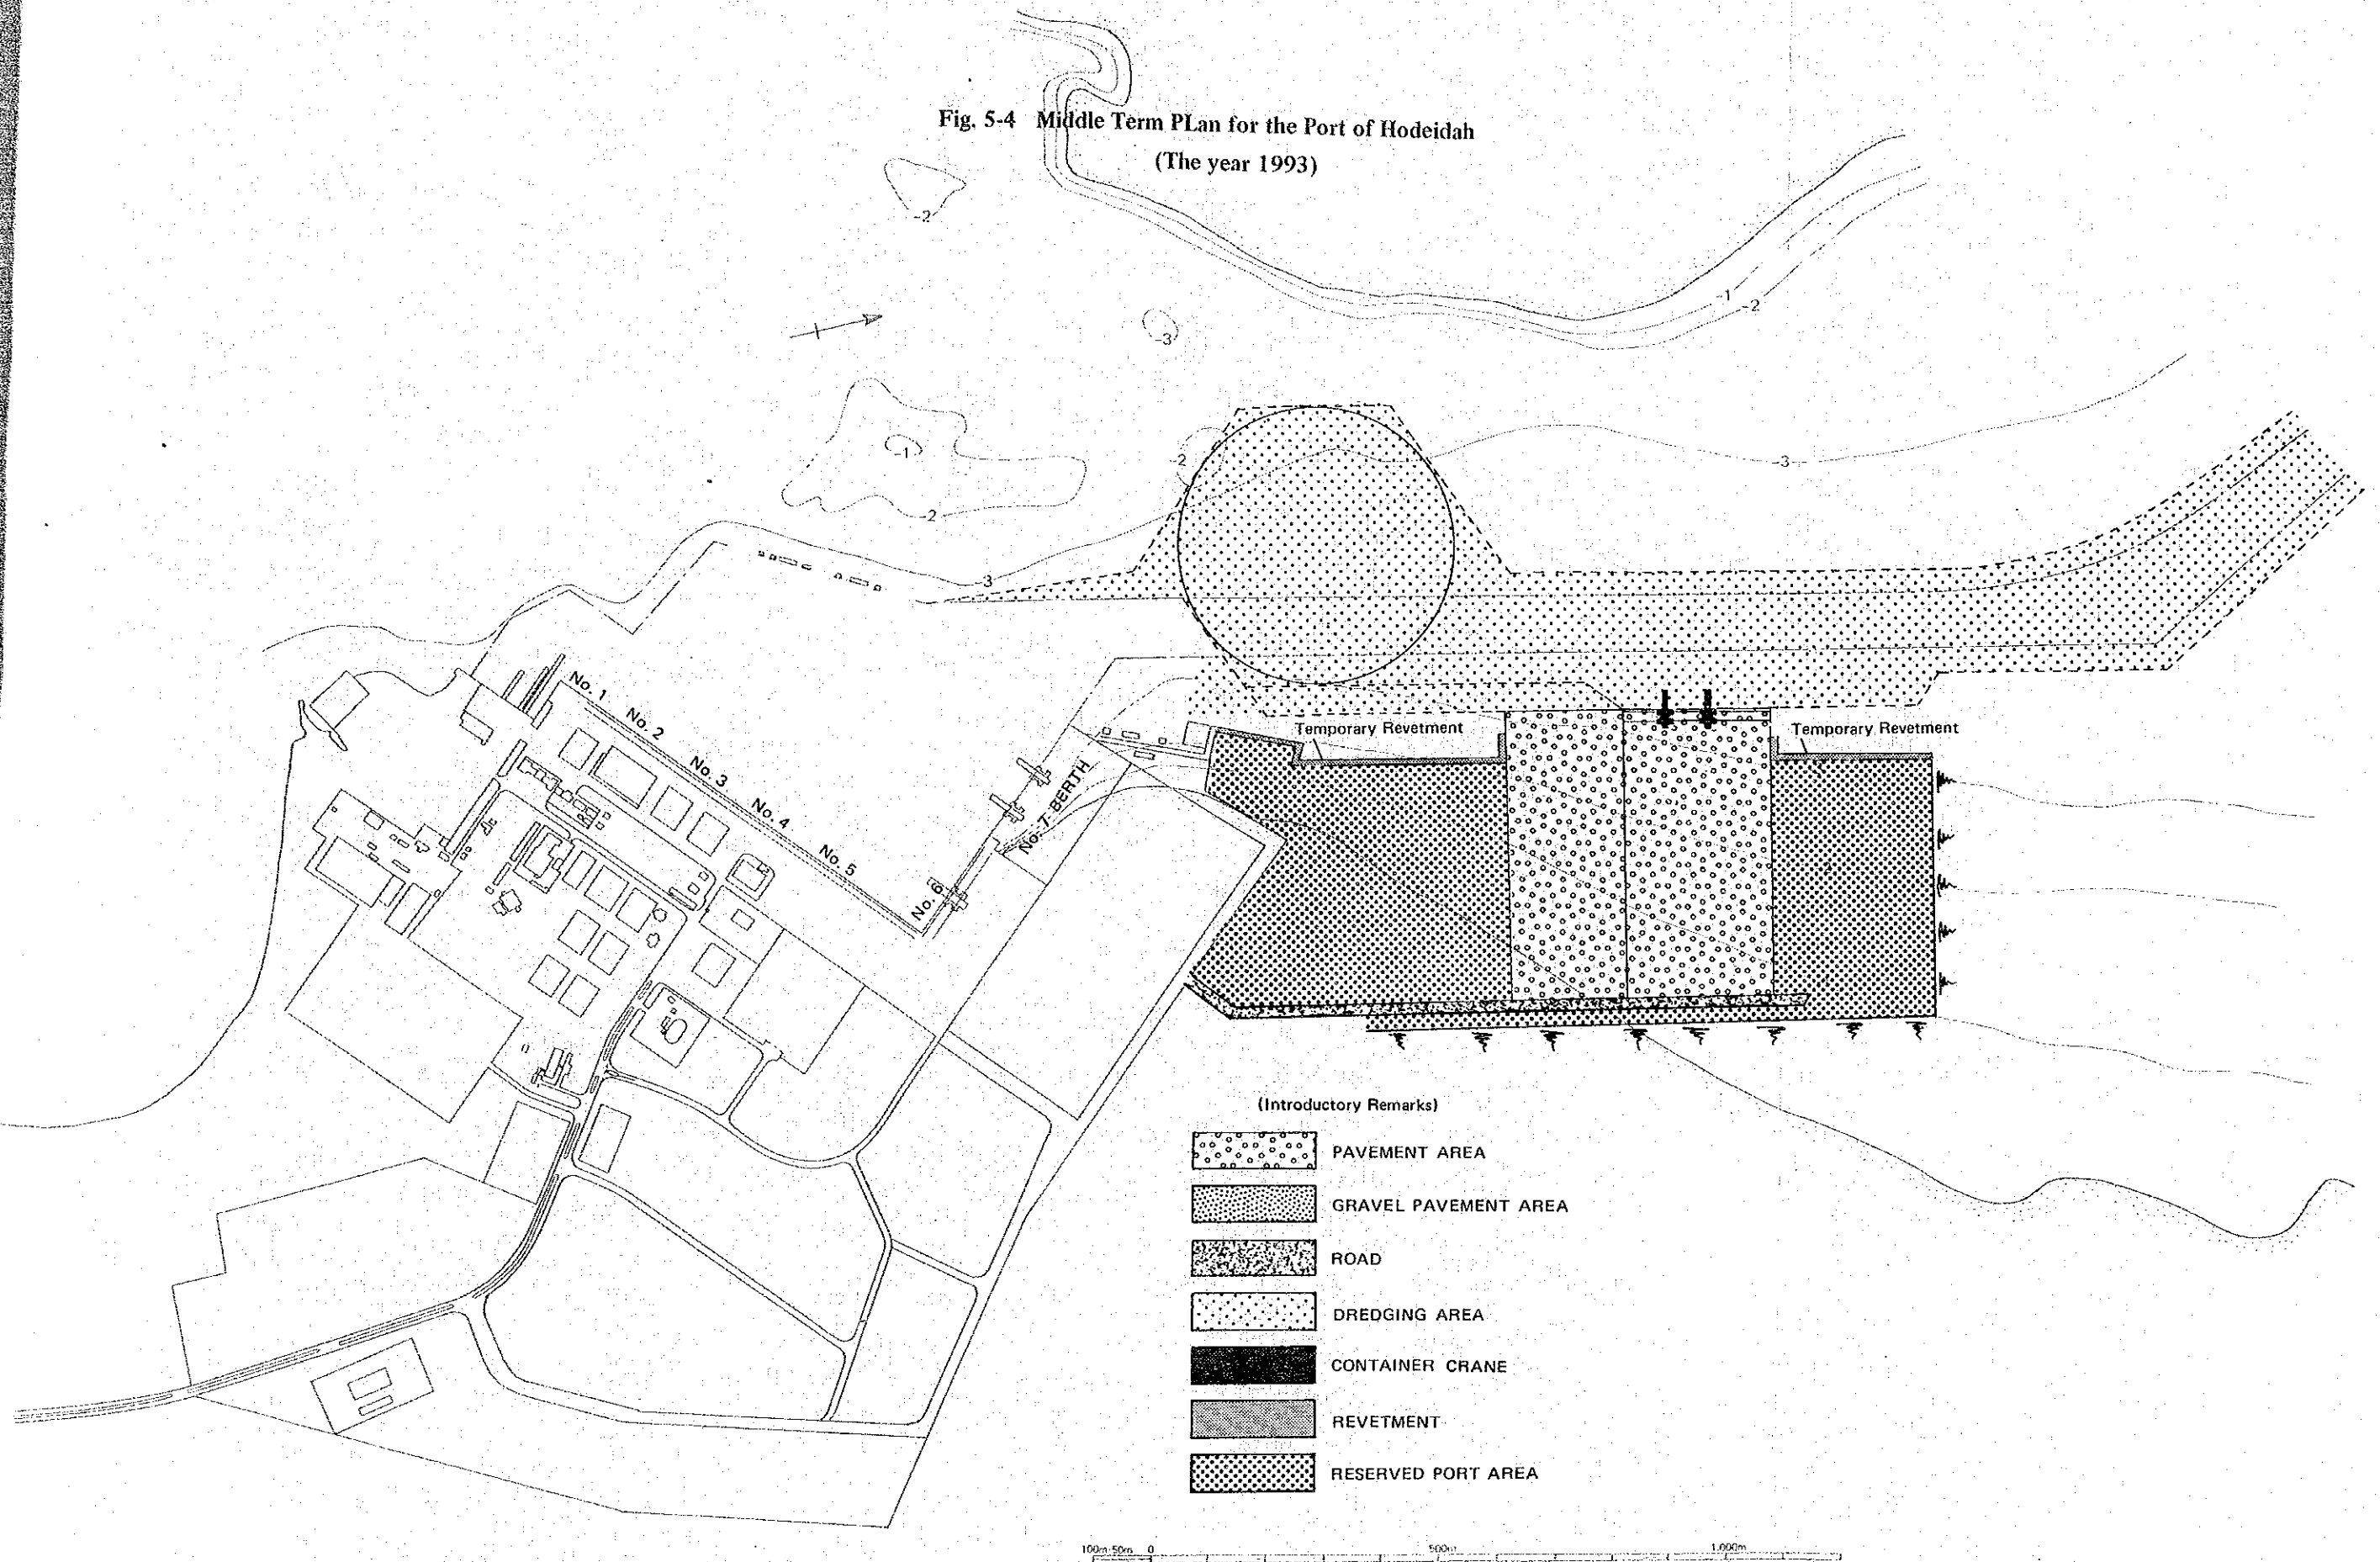 Fig. 5-4 Middle Term PLan for the Port of Hodeidah
(The year 1993)
-2
-1
-2
-3
-1
-2
-2
-3
-3
No. 1
No. 2
No. 3
No. 4
No. 5
No. 6
No. 7 BERTH
Temporary Revetment
Temporary Revetment
(Introductory Remarks)
PAVEMENT AREA
GRAVEL PAVEMENT AREA
ROAD
DREDGING AREA
CONTAINER CRANE
REVETMENT
RESERVED PORT AREA
100m 50m 0 500m 1,000m